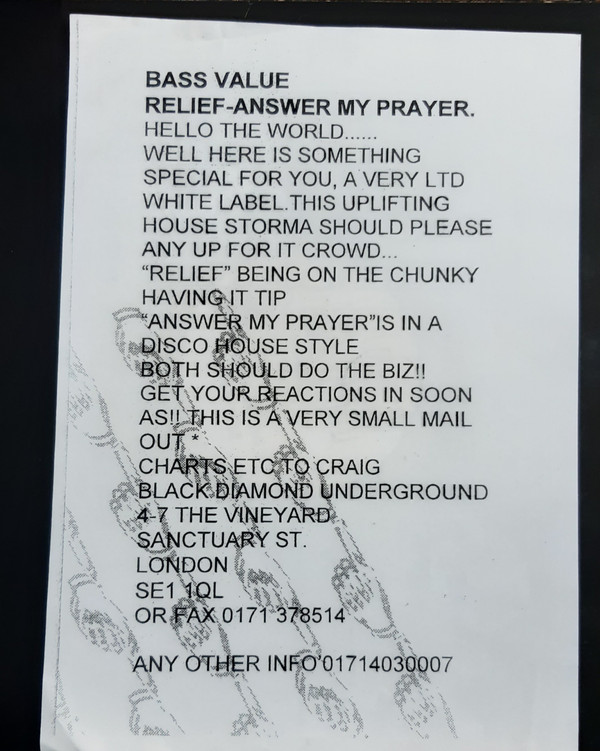 BASS VALUE
RELIEF-ANSWER MY PRAYER.
HELLO THE WORLD......
WELL HERE IS SOMETHING
SPECIAL FOR YOU, A VERY LTD
WHITE LABEL.THIS UPLIFTING
HOUSE STORMA SHOULD PLEASE
ANY UP FOR IT CROWD...
“RELIEF” BEING ON THE CHUNKY
HAVING IT TIP
“ANSWER MY PRAYER”IS IN A
DISCO HOUSE STYLE
BOTH SHOULD DO THE BIZ!!
GET YOUR REACTIONS IN SOON
AS!! THIS IS A VERY SMALL MAIL
OUT *
CHARTS ETC TO CRAIG
BLACK DIAMOND UNDERGROUND
4-7 THE VINEYARD
SANCTUARY ST.
LONDON
SE1 1QL
OR FAX 0171 378514
ANY OTHER INFO'01714030007